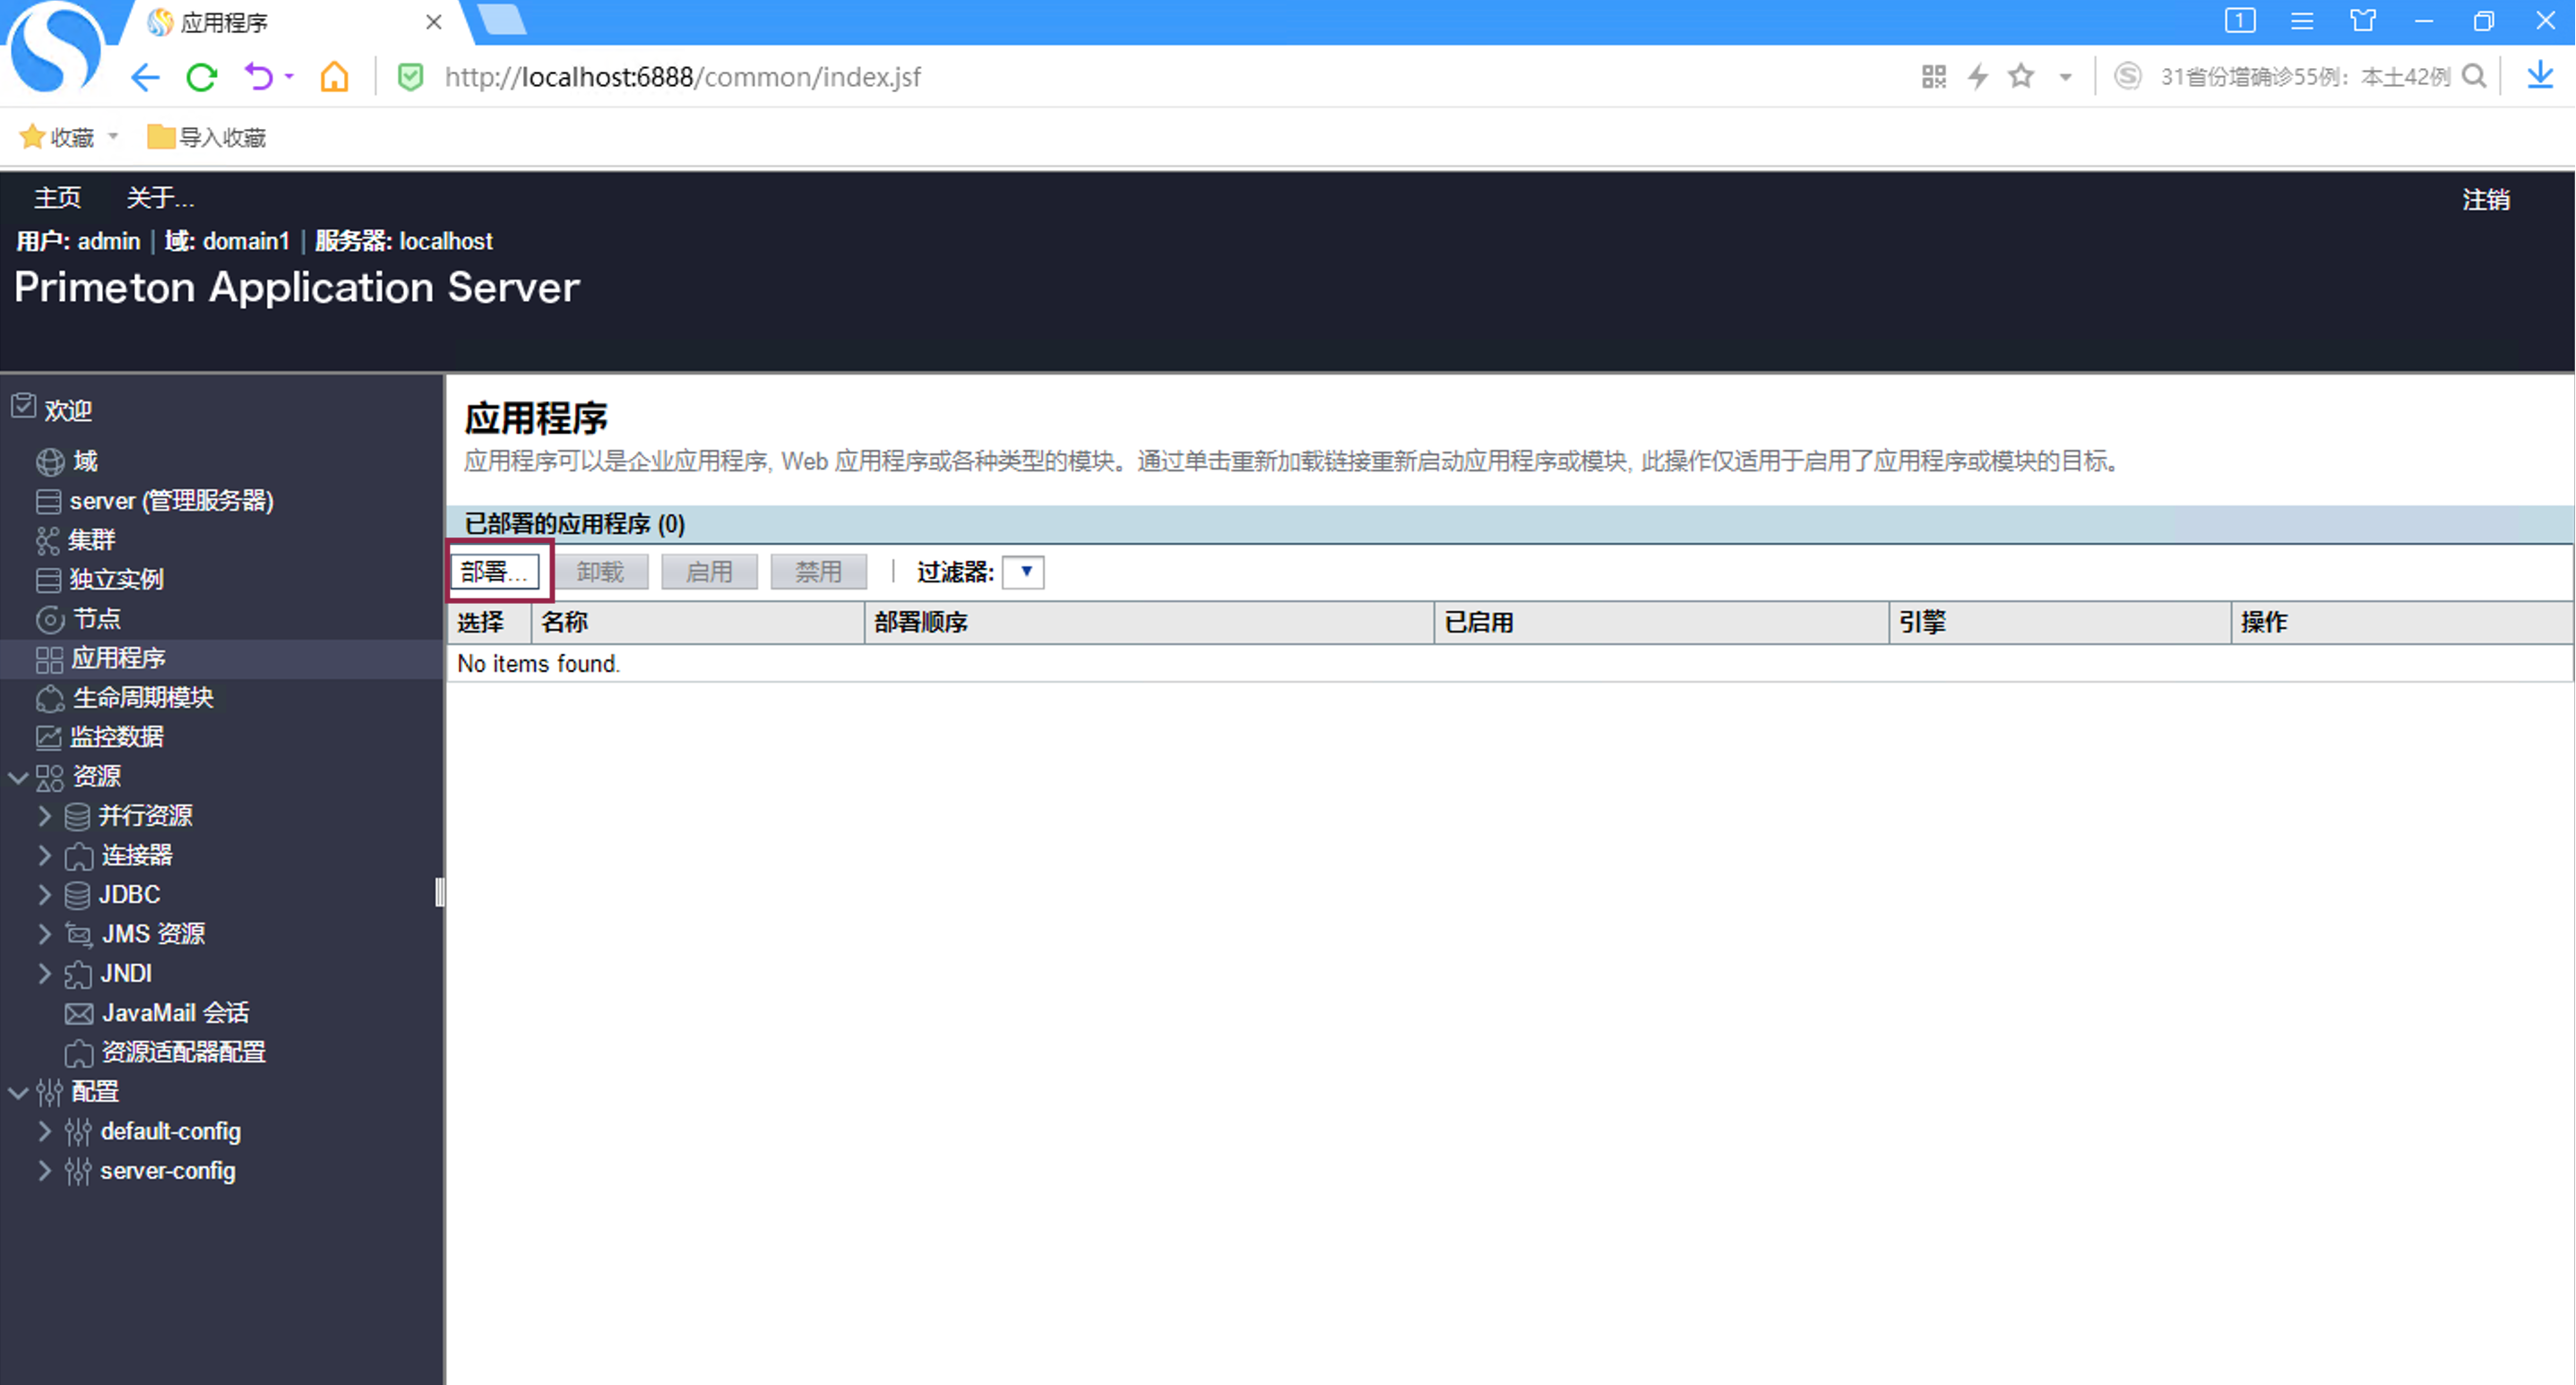 应用程序
1
http://localhost:6888/common/index.jsf
31省份增确诊55例：本土42例
收藏
导入收藏
主页 关于... 注销
用户: admin | 域: domain1 | 服务器: localhost
Primeton Application Server
欢迎
域
server (管理服务器)
集群
独立实例
节点
应用程序
生命周期模块
监控数据
资源
并行资源
连接器
JDBC
JMS 资源
JNDI
JavaMail 会话
资源适配器配置
配置
default-config
server-config
应用程序
应用程序可以是企业应用程序, Web 应用程序或各种类型的模块。通过单击重新加载链接重新启动应用程序或模块, 此操作仅适用于启用了应用程序或模块的目标。
已部署的应用程序 (0)
部署... 卸载 启用 禁用 | 过滤器:
选择 名称 部署顺序 已启用 引擎 操作
No items found.